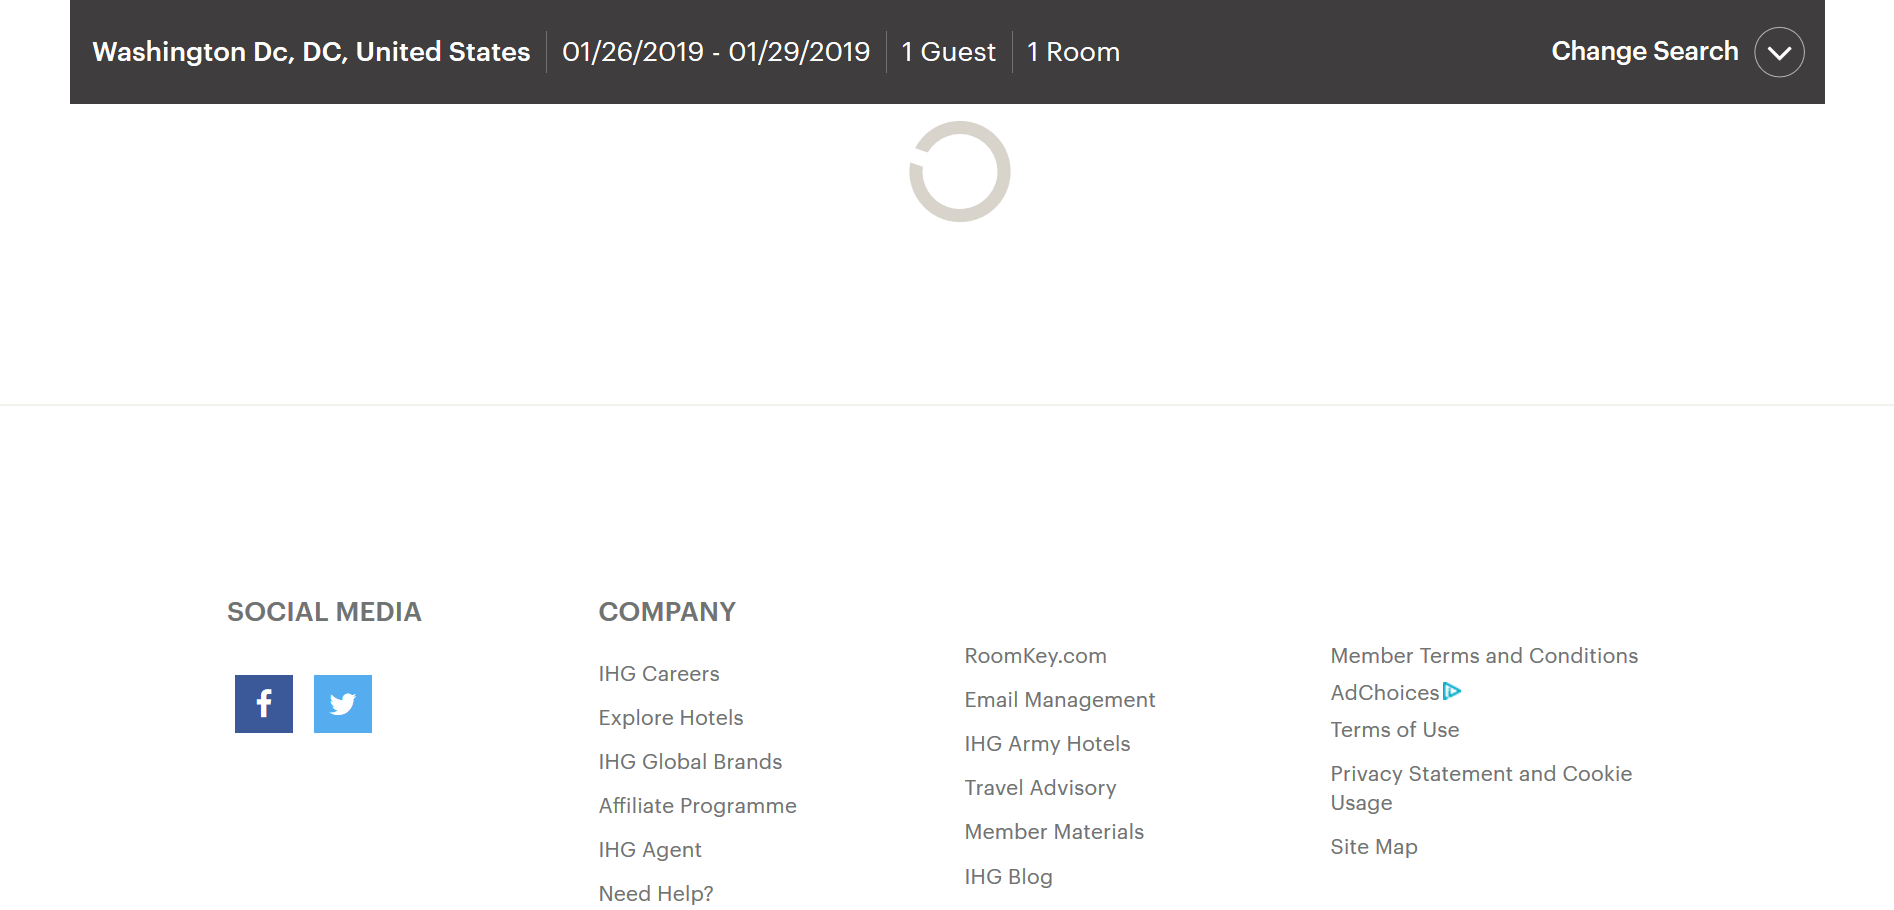 Washington Dc, DC, United States 01/26/2019 - 01/29/2019 1 Guest 1 Room Change Search
SOCIAL MEDIA
COMPANY
IHG Careers
Explore Hotels
IHG Global Brands
Affiliate Programme
IHG Agent
Need Help?
RoomKey.com
Email Management
IHG Army Hotels
Travel Advisory
Member Materials
IHG Blog
Member Terms and Conditions
AdChoices
Terms of Use
Privacy Statement and Cookie
Usage
Site Map